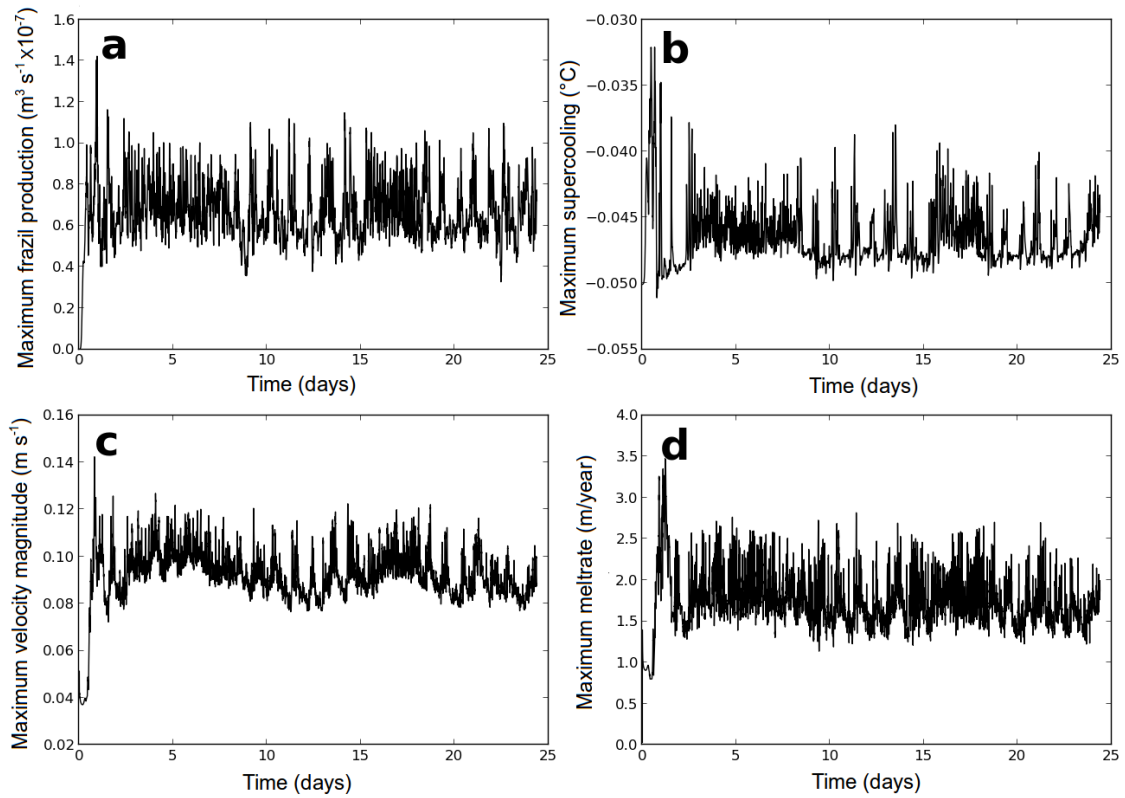 a
Maximum frazil production (m³ s⁻¹ x10⁻⁷)
1.6
1.4
1.2
1.0
0.8
0.6
0.4
0.2
0.0
0 5 10 15 20 25
Time (days)
b
Maximum supercooling (°C)
−0.030
−0.035
−0.040
−0.045
−0.050
−0.055
0 5 10 15 20 25
Time (days)
c
Maximum velocity magnitude (m s⁻¹)
0.16
0.14
0.12
0.10
0.08
0.06
0.04
0.02
0 5 10 15 20 25
Time (days)
d
Maximum meltrate (m/year)
4.0
3.5
3.0
2.5
2.0
1.5
1.0
0.5
0.0
0 5 10 15 20 25
Time (days)